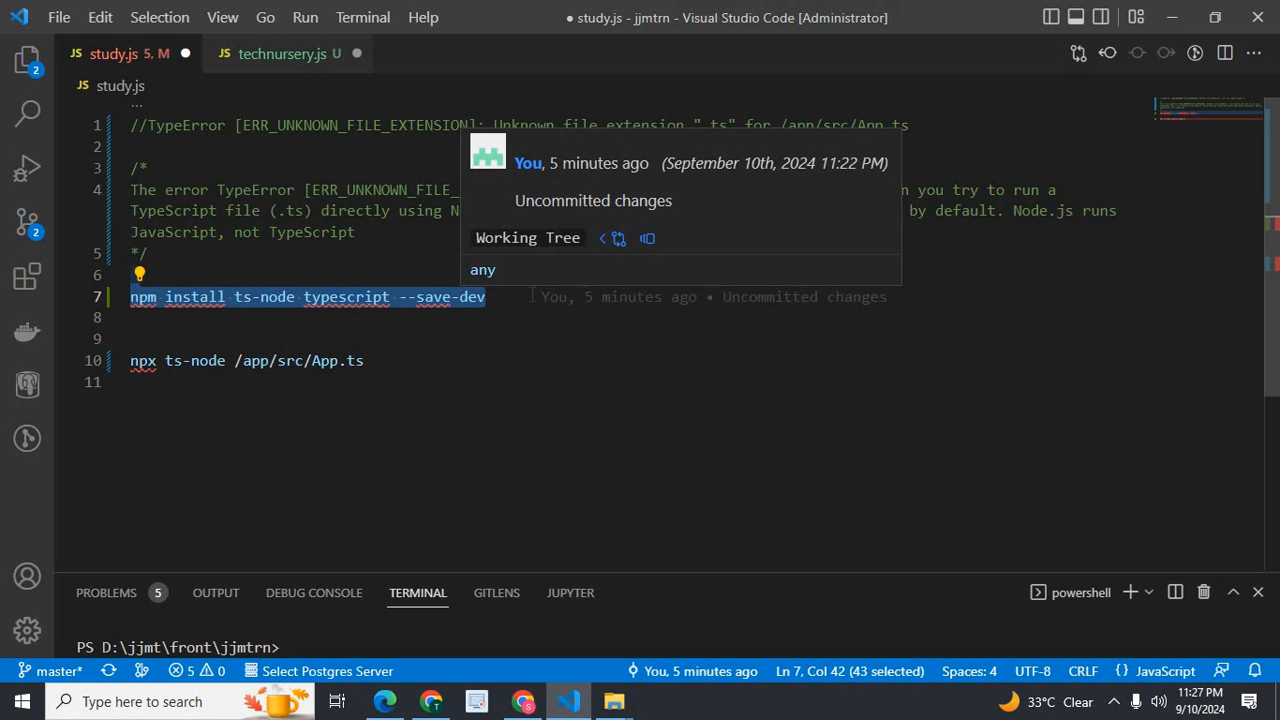 File Edit Selection View Go Run Terminal Help
● study.js - jjmtrn - Visual Studio Code [Administrator]
JS study.js 5, M ●
JS technursery.js U ●
JS study.js
...
1 //TypeError [ERR_UNKNOWN_FILE_EXTENSION]: Unknown file extension ".ts" for /app/src/App.ts
2
3 /*
4 The error TypeError [ERR_UNKNOWN_FILE_ n you try to run a
TypeScript file (.ts) directly using N by default. Node.js runs
JavaScript, not TypeScript
5 */
6
7 npm install ts-node typescript --save-dev You, 5 minutes ago • Uncommitted changes
8
9
10 npx ts-node /app/src/App.ts
11
You, 5 minutes ago (September 10th, 2024 11:22 PM)
Uncommitted changes
Working Tree
any
2
2
PROBLEMS 5 OUTPUT DEBUG CONSOLE TERMINAL GITLENS JUPYTER
powershell
PS D:\jjmt\front\jjmtrn>
master* 5 0 Select Postgres Server You, 5 minutes ago Ln 7, Col 42 (43 selected) Spaces: 4 UTF-8 CRLF {} JavaScript
Type here to search
33°C Clear
11:27 PM
9/10/2024